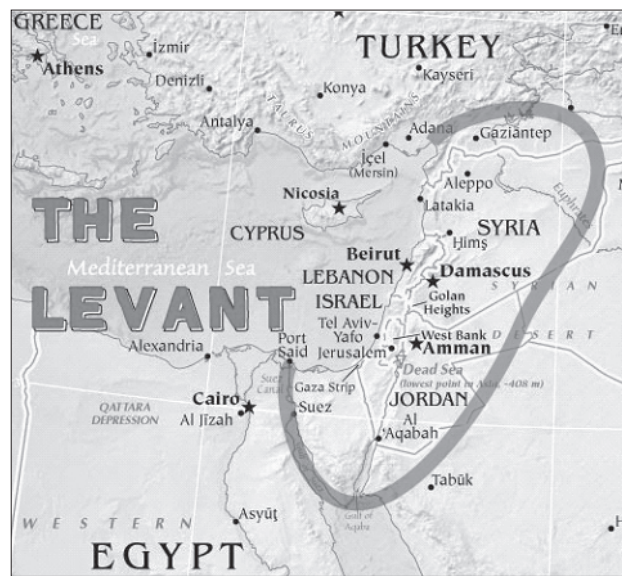 GREECE
Sea
Athens
İzmir
Denizli
Antalya
Konya
TURKEY
Kayseri
TAURUS
MOUNTAINS
Adana
Gaziantep
İçel
(Mersin)
Aleppo
Euphrates
Nicosia
Latakia
THE
CYPRUS
SYRIA
Ḩimş
Beirut
Mediterranean Sea
LEBANON
Damascus
LEVANT
ISRAEL
Golan
Heights
SYRIAN
Tel Aviv-
Yafo
West Bank
DESERT
Port
Said
Jerusalem
Amman
Alexandria
Dead Sea
(lowest point in Asia, -408 m)
Suez
Canal
Gaza Strip
Cairo
Suez
JORDAN
QATTARA
DEPRESSION
Al Jīzah
Al
'Aqabah
Tabūk
Gulf of
Aqaba
Asyūţ
WESTERN
EGYPT